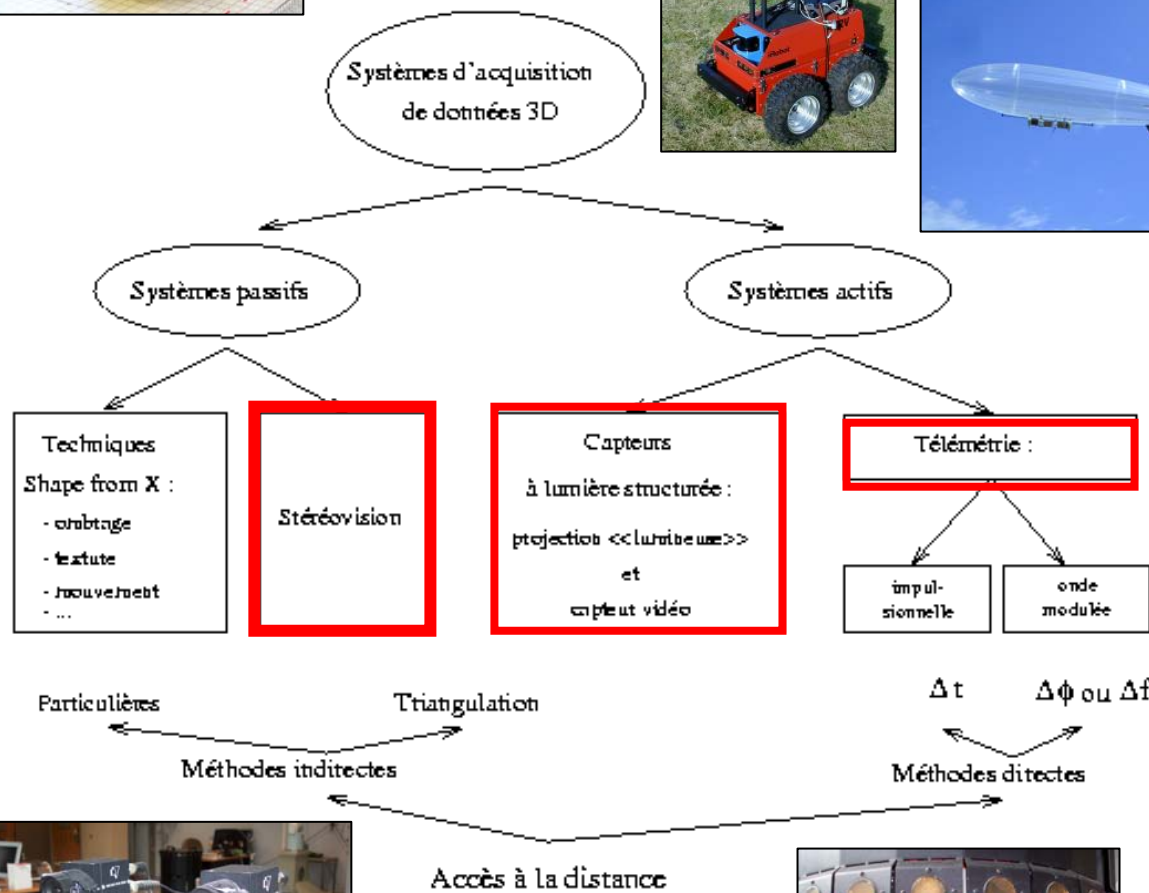 Systèmes d'acquisition
de données 3D
iRobot
Systèmes passifs
Systèmes actifs
Techniques
Shape from X :
- ombrage
- texture
- mouvement
- ...
Stéréovision
Capteurs
à lumière structurée :
projection <<lumineuse>>
et
capteur vidéo
Télémétrie :
impul-
sionnelle
onde
modulée
Particulières
Triangulation
Δt
Δϕ ou Δf
Méthodes indirectes
Méthodes directes
Accès à la distance